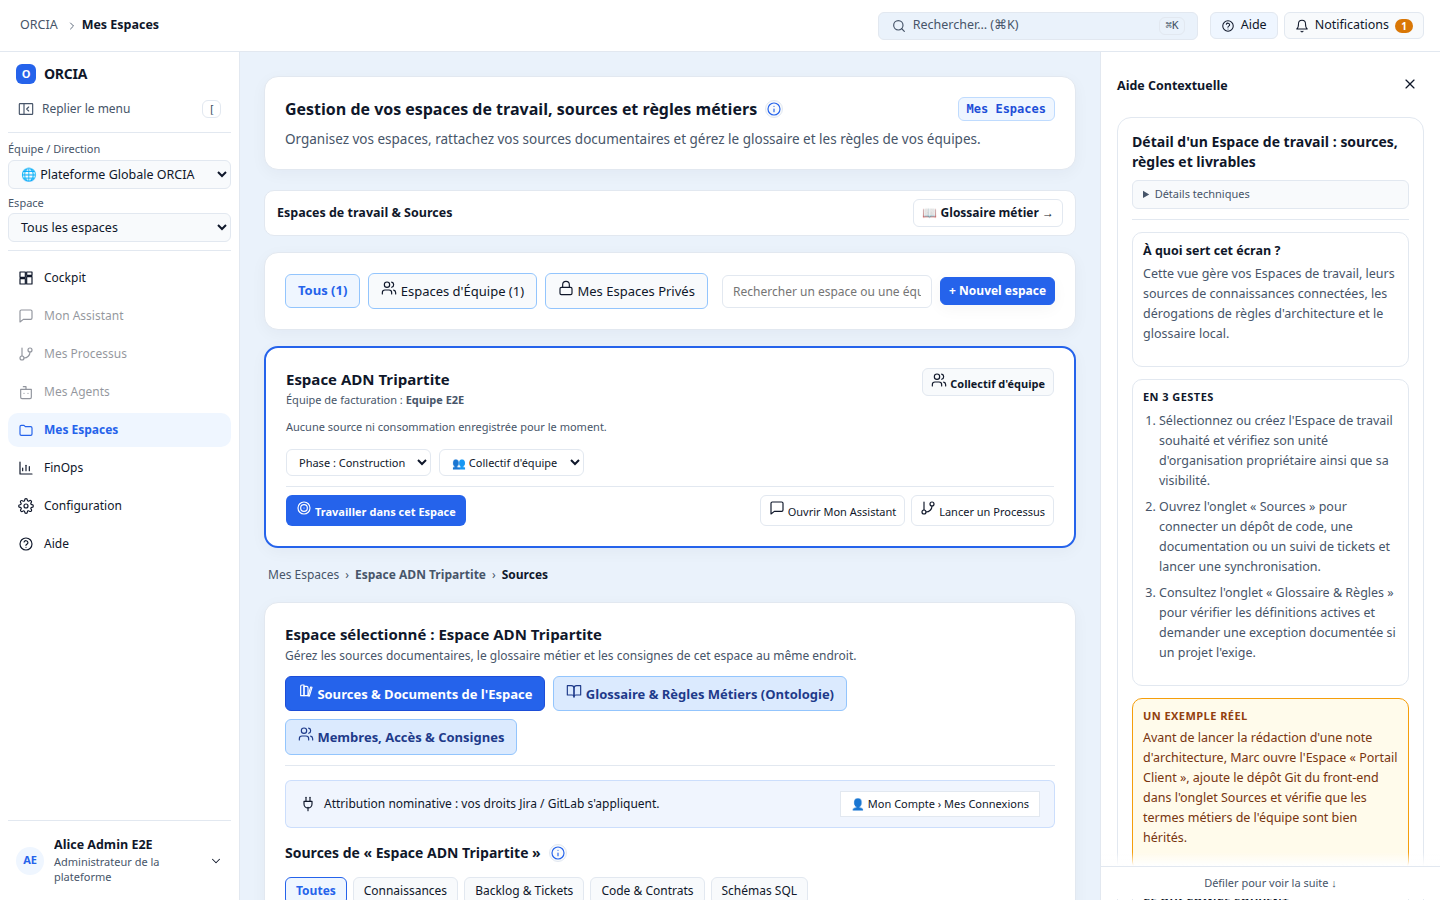 ORCIA › Mes Espaces
Rechercher... (⌘K) ⌘K
Aide
Notifications 1
O ORCIA
Replier le menu [
Équipe / Direction
🌐 Plateforme Globale ORCIA
Espace
Tous les espaces
Cockpit
Mon Assistant
Mes Processus
Mes Agents
Mes Espaces
FinOps
Configuration
Aide
AE
Alice Admin E2E
Administrateur de la
plateforme
Gestion de vos espaces de travail, sources et règles métiers
Mes Espaces
Organisez vos espaces, rattachez vos sources documentaires et gérez le glossaire et les règles de vos équipes.
Espaces de travail & Sources
📖 Glossaire métier →
Tous (1)
Espaces d'Équipe (1)
Mes Espaces Privés
Rechercher un espace ou une équ
+ Nouvel espace
Espace ADN Tripartite
Collectif d'équipe
Équipe de facturation : Equipe E2E
Aucune source ni consommation enregistrée pour le moment.
Phase : Construction
👥 Collectif d'équipe
Travailler dans cet Espace
Ouvrir Mon Assistant
Lancer un Processus
Mes Espaces › Espace ADN Tripartite › Sources
Espace sélectionné : Espace ADN Tripartite
Gérez les sources documentaires, le glossaire métier et les consignes de cet espace au même endroit.
Sources & Documents de l'Espace
Glossaire & Règles Métiers (Ontologie)
Membres, Accès & Consignes
Attribution nominative : vos droits Jira / GitLab s'appliquent.
👤 Mon Compte › Mes Connexions
Sources de « Espace ADN Tripartite »
Toutes
Connaissances
Backlog & Tickets
Code & Contrats
Schémas SQL
Aide Contextuelle
Détail d'un Espace de travail : sources,
règles et livrables
▶ Détails techniques
À quoi sert cet écran ?
Cette vue gère vos Espaces de travail, leurs
sources de connaissances connectées, les
dérogations de règles d'architecture et le
glossaire local.
EN 3 GESTES
1. Sélectionnez ou créez l'Espace de travail
souhaité et vérifiez son unité
d'organisation propriétaire ainsi que sa
visibilité.
2. Ouvrez l'onglet « Sources » pour
connecter un dépôt de code, une
documentation ou un suivi de tickets et
lancer une synchronisation.
3. Consultez l'onglet « Glossaire & Règles »
pour vérifier les définitions actives et
demander une exception documentée si
un projet l'exige.
UN EXEMPLE RÉEL
Avant de lancer la rédaction d'une note
d'architecture, Marc ouvre l'Espace « Portail
Client », ajoute le dépôt Git du front-end
dans l'onglet Sources et vérifie que les
termes métiers de l'équipe sont bien
hérités.
Défiler pour voir la suite ↓